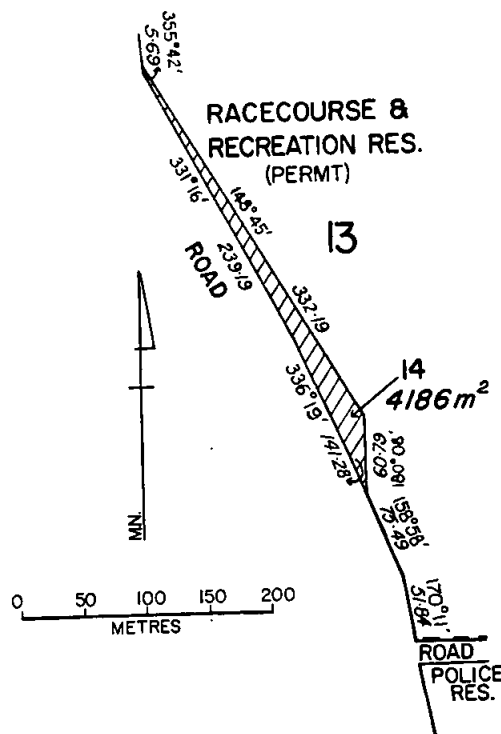 355°42'
5·69
RACECOURSE &
RECREATION RES.
(PERMT)
13
331°16'
148°45'
ROAD
239·19
332·19
336°19'
141·28
14
4186m²
60·79
180°08'
158°58'
75·49
170°11'
51·84
MN.
0 50 100 150 200
METRES
ROAD
POLICE
RES.